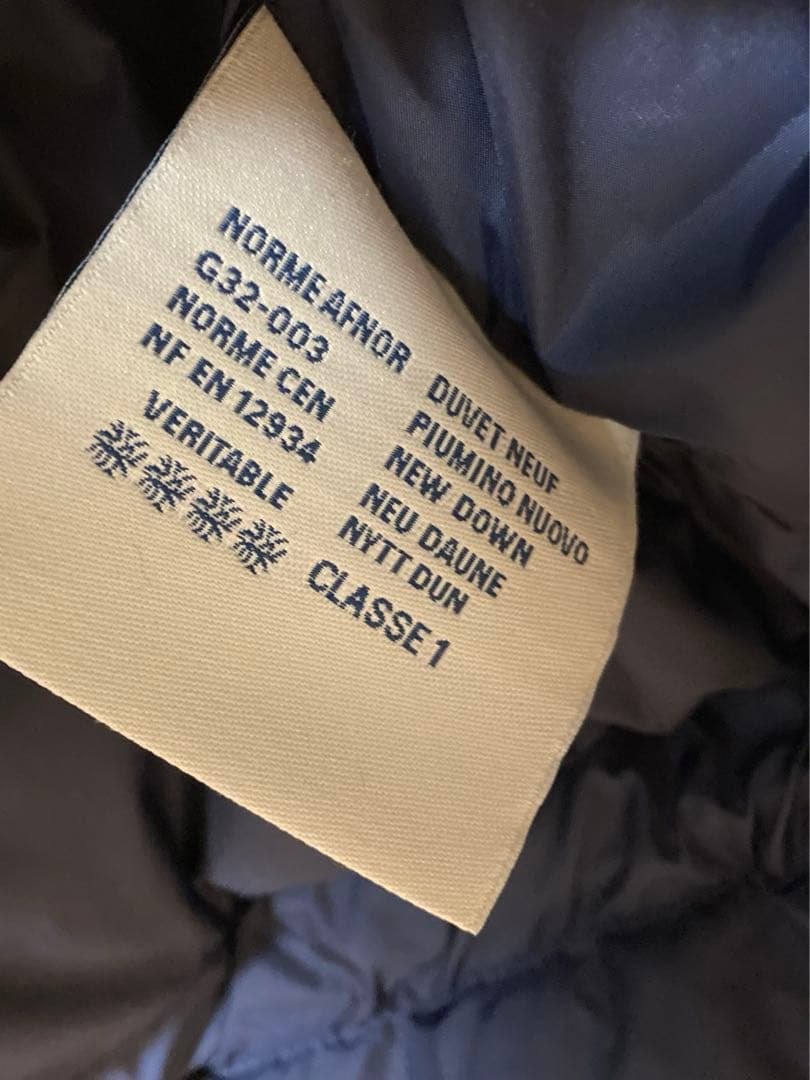 NORME AFNOR
G32-003
NORME CEN
NF EN 12934
VERITABLE
DUVET NEUF
PIUMINO NUOVO
NEW DOWN
NEU DAUNE
NYTT DUN
CLASSE 1